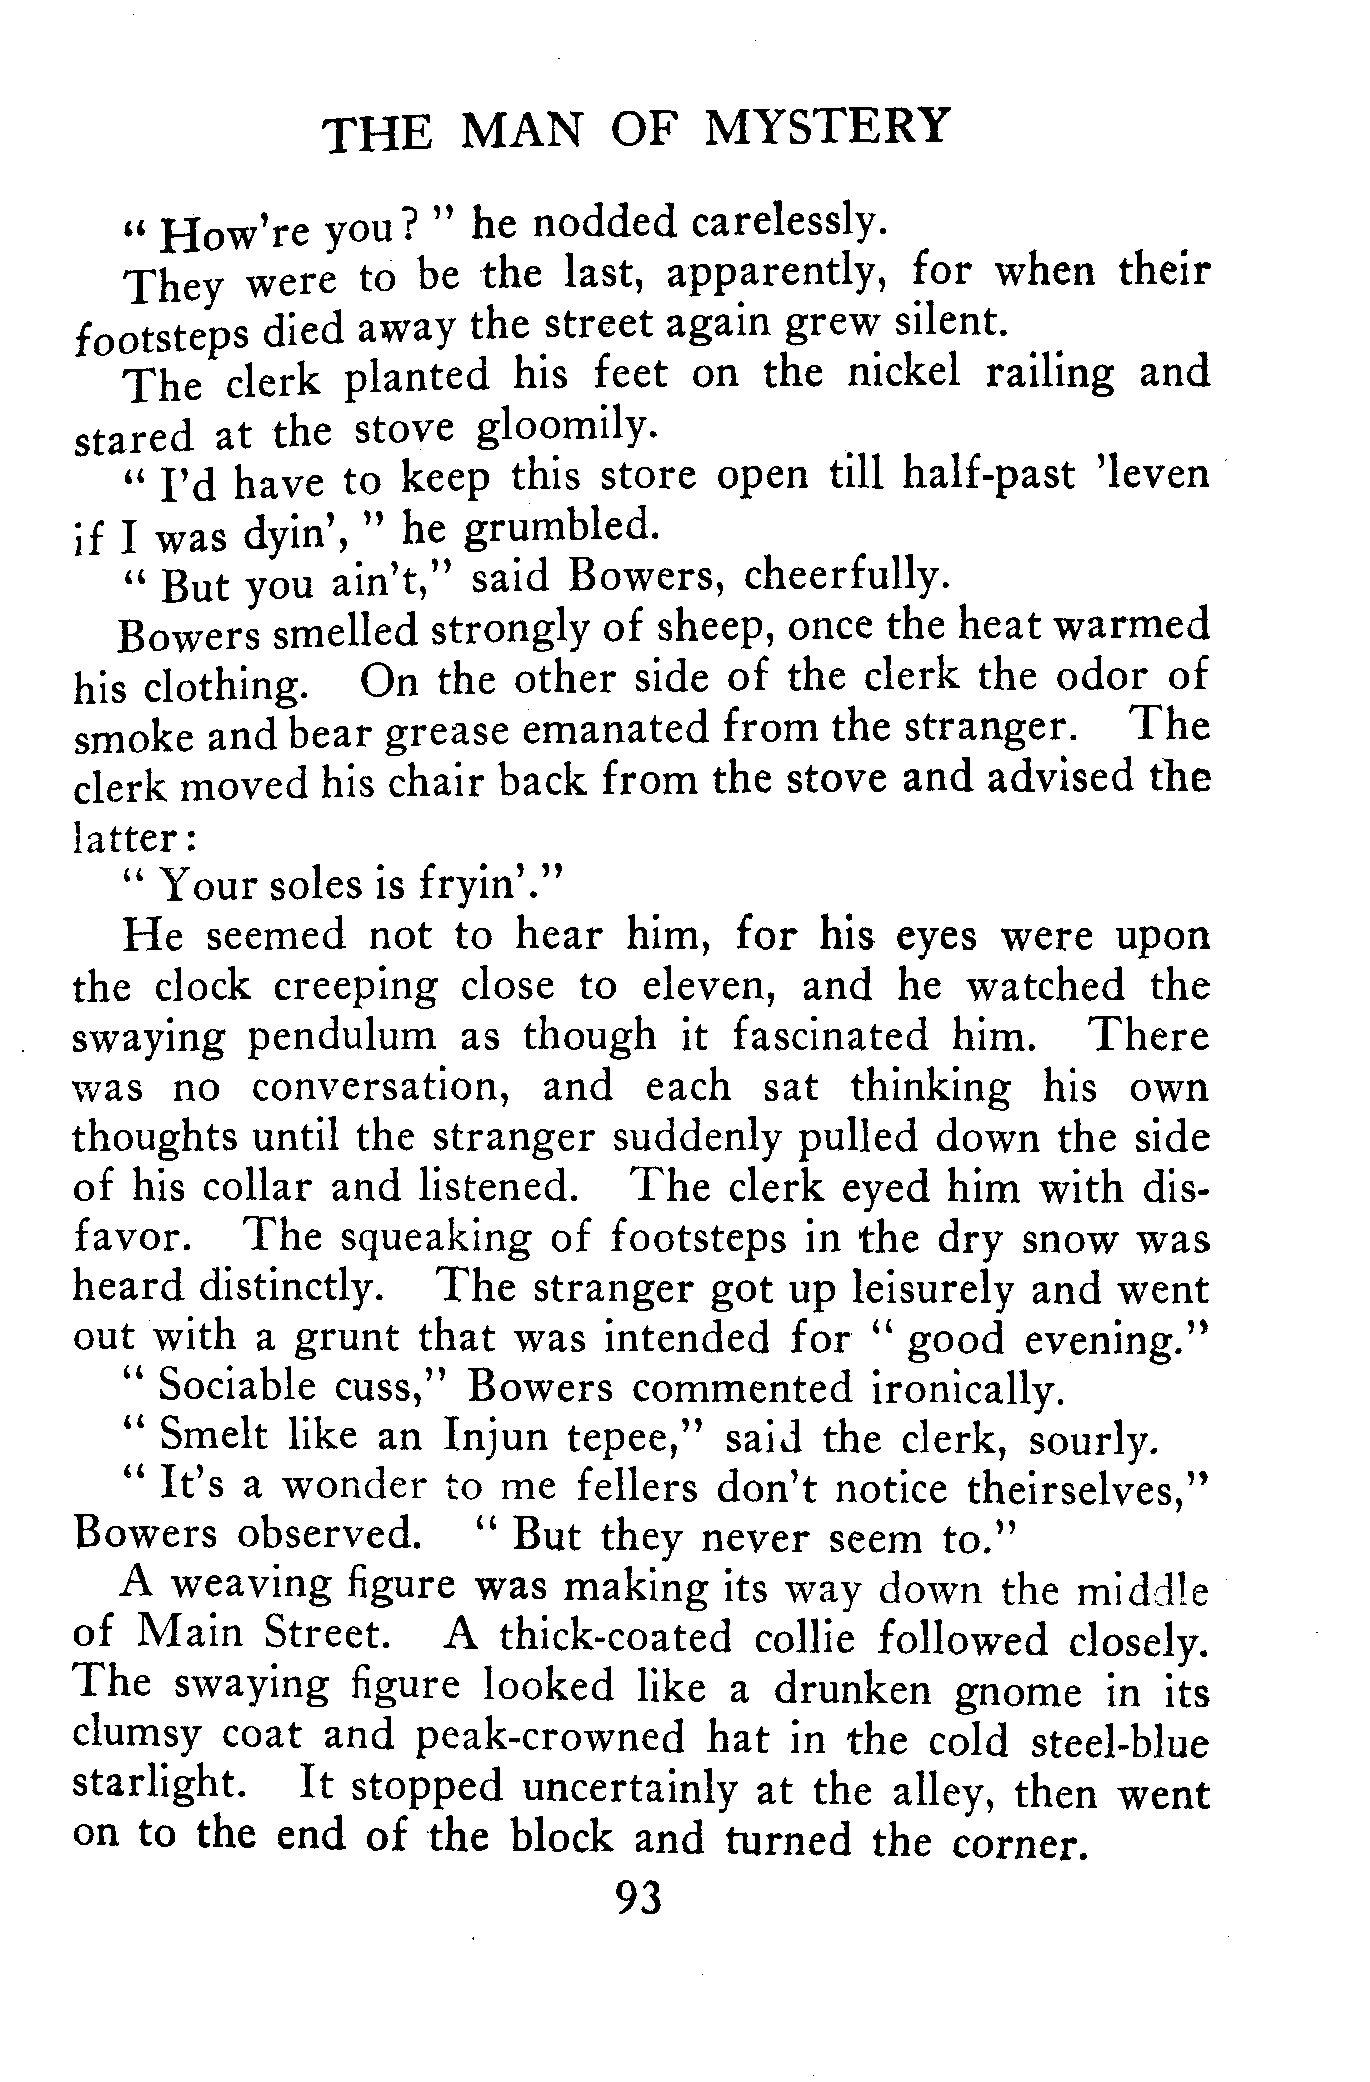 THE MAN OF MYSTERY
“ How're you? ” he nodded carelessly.
They were to be the last, apparently, for when their
footsteps died away the street again grew silent.
The clerk planted his feet on the nickel railing and
stared at the stove gloomily.
“ I'd have to keep this store open till half-past 'leven
if I was dyin', ” he grumbled.
“ But you ain't,” said Bowers, cheerfully.
Bowers smelled strongly of sheep, once the heat warmed
his clothing. On the other side of the clerk the odor of
smoke and bear grease emanated from the stranger. The
clerk moved his chair back from the stove and advised the
latter:
“ Your soles is fryin'.”
He seemed not to hear him, for his eyes were upon
the clock creeping close to eleven, and he watched the
swaying pendulum as though it fascinated him. There
was no conversation, and each sat thinking his own
thoughts until the stranger suddenly pulled down the side
of his collar and listened. The clerk eyed him with dis-
favor. The squeaking of footsteps in the dry snow was
heard distinctly. The stranger got up leisurely and went
out with a grunt that was intended for “ good evening.”
“ Sociable cuss,” Bowers commented ironically.
“ Smelt like an Injun tepee,” said the clerk, sourly.
“ It's a wonder to me fellers don't notice theirselves,”
Bowers observed. “ But they never seem to.”
A weaving figure was making its way down the middle
of Main Street. A thick-coated collie followed closely.
The swaying figure looked like a drunken gnome in its
clumsy coat and peak-crowned hat in the cold steel-blue
starlight. It stopped uncertainly at the alley, then went
on to the end of the block and turned the corner.
93